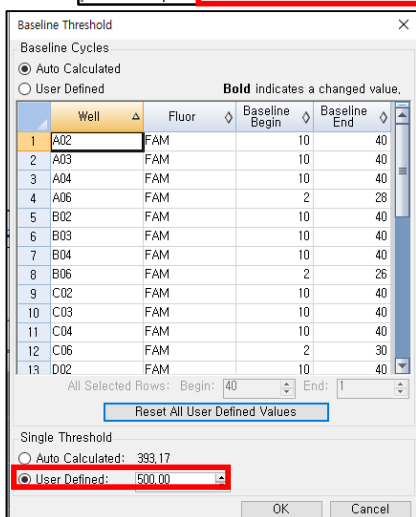 Baseline Threshold
Baseline Cycles
Auto Calculated
User Defined Bold indicates a changed value.
Well Fluor Baseline Begin Baseline End
1 A02 FAM 10 40
2 A03 FAM 10 40
3 A04 FAM 10 40
4 A06 FAM 2 28
5 B02 FAM 10 40
6 B03 FAM 10 40
7 B04 FAM 10 40
8 B06 FAM 2 26
9 C02 FAM 10 40
10 C03 FAM 10 40
11 C04 FAM 10 40
12 C06 FAM 2 30
13 D02 FAM 10 40
All Selected Rows: Begin: 40 End: 1
Reset All User Defined Values
Single Threshold
Auto Calculated: 393,17
User Defined: 500,00
OK Cancel